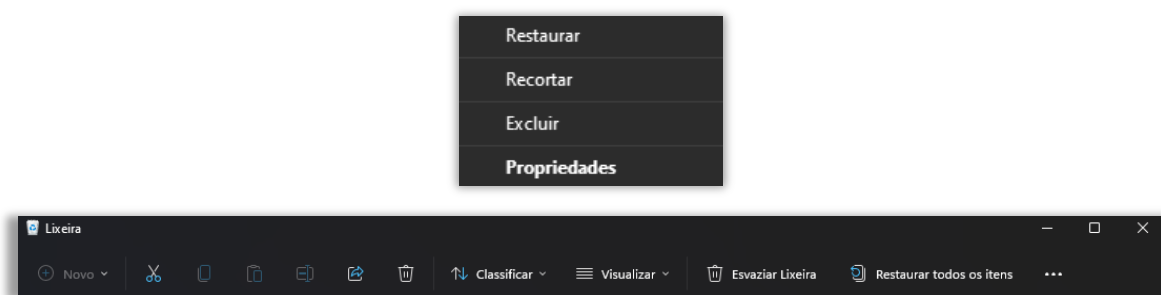 Restaurar
Recortar
Excluir
Propriedades
Lixeira
Novo Classificar Visualizar Esvaziar Lixeira Restaurar todos os itens ...